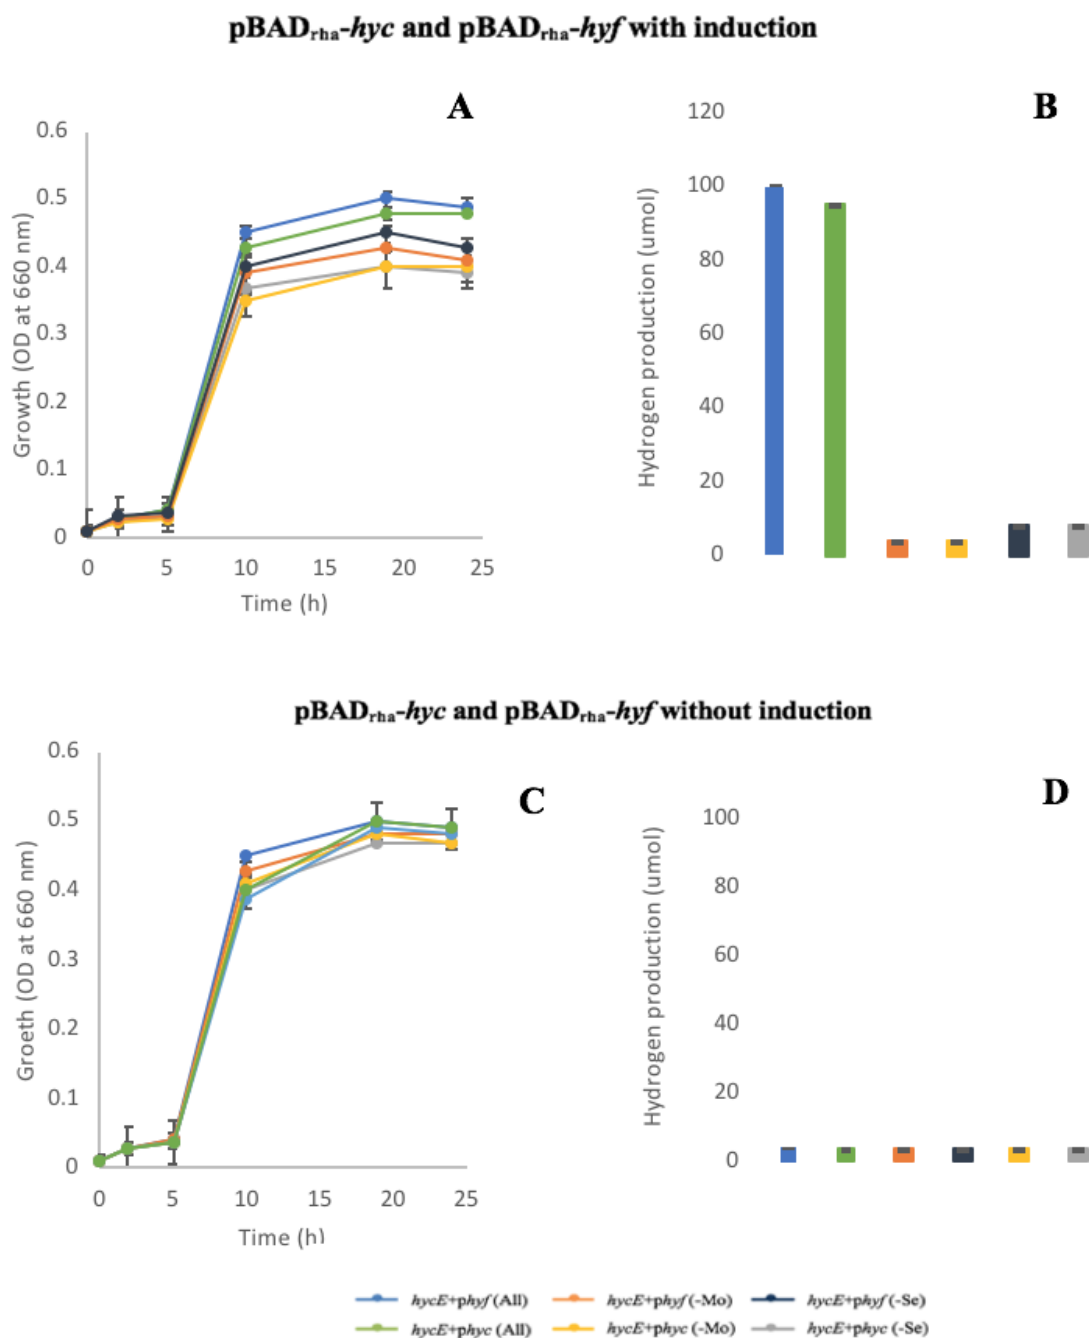 pBADrha-hyc and pBADrha-hyf with induction
A
B
0.6
0.5
0.4
0.3
0.2
0.1
0
Growth (OD at 660 nm)
0 5 10 15 20 25
Time (h)
120
100
80
60
40
20
0
Hydrogen production (umol)
pBADrha-hyc and pBADrha-hyf without induction
C
D
0.6
0.5
0.4
0.3
0.2
0.1
0
Groeth (OD at 660 nm)
0 5 10 15 20 25
Time (h)
100
80
60
40
20
0
Hydrogen production (umol)
hycE+phyf (All) hycE+phyf (-Mo) hycE+phyf (-Se)
hycE+phyc (All) hycE+phyc (-Mo) hycE+phyc (-Se)